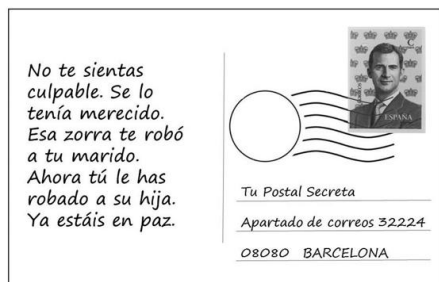 No te sientas
culpable. Se lo
tenía merecido.
Esa zorra te robó
a tu marido.
Ahora tú le has
robado a su hija.
Ya estáis en paz.
ESPAÑA
Tu Postal Secreta
Apartado de correos 32224
08080 BARCELONA